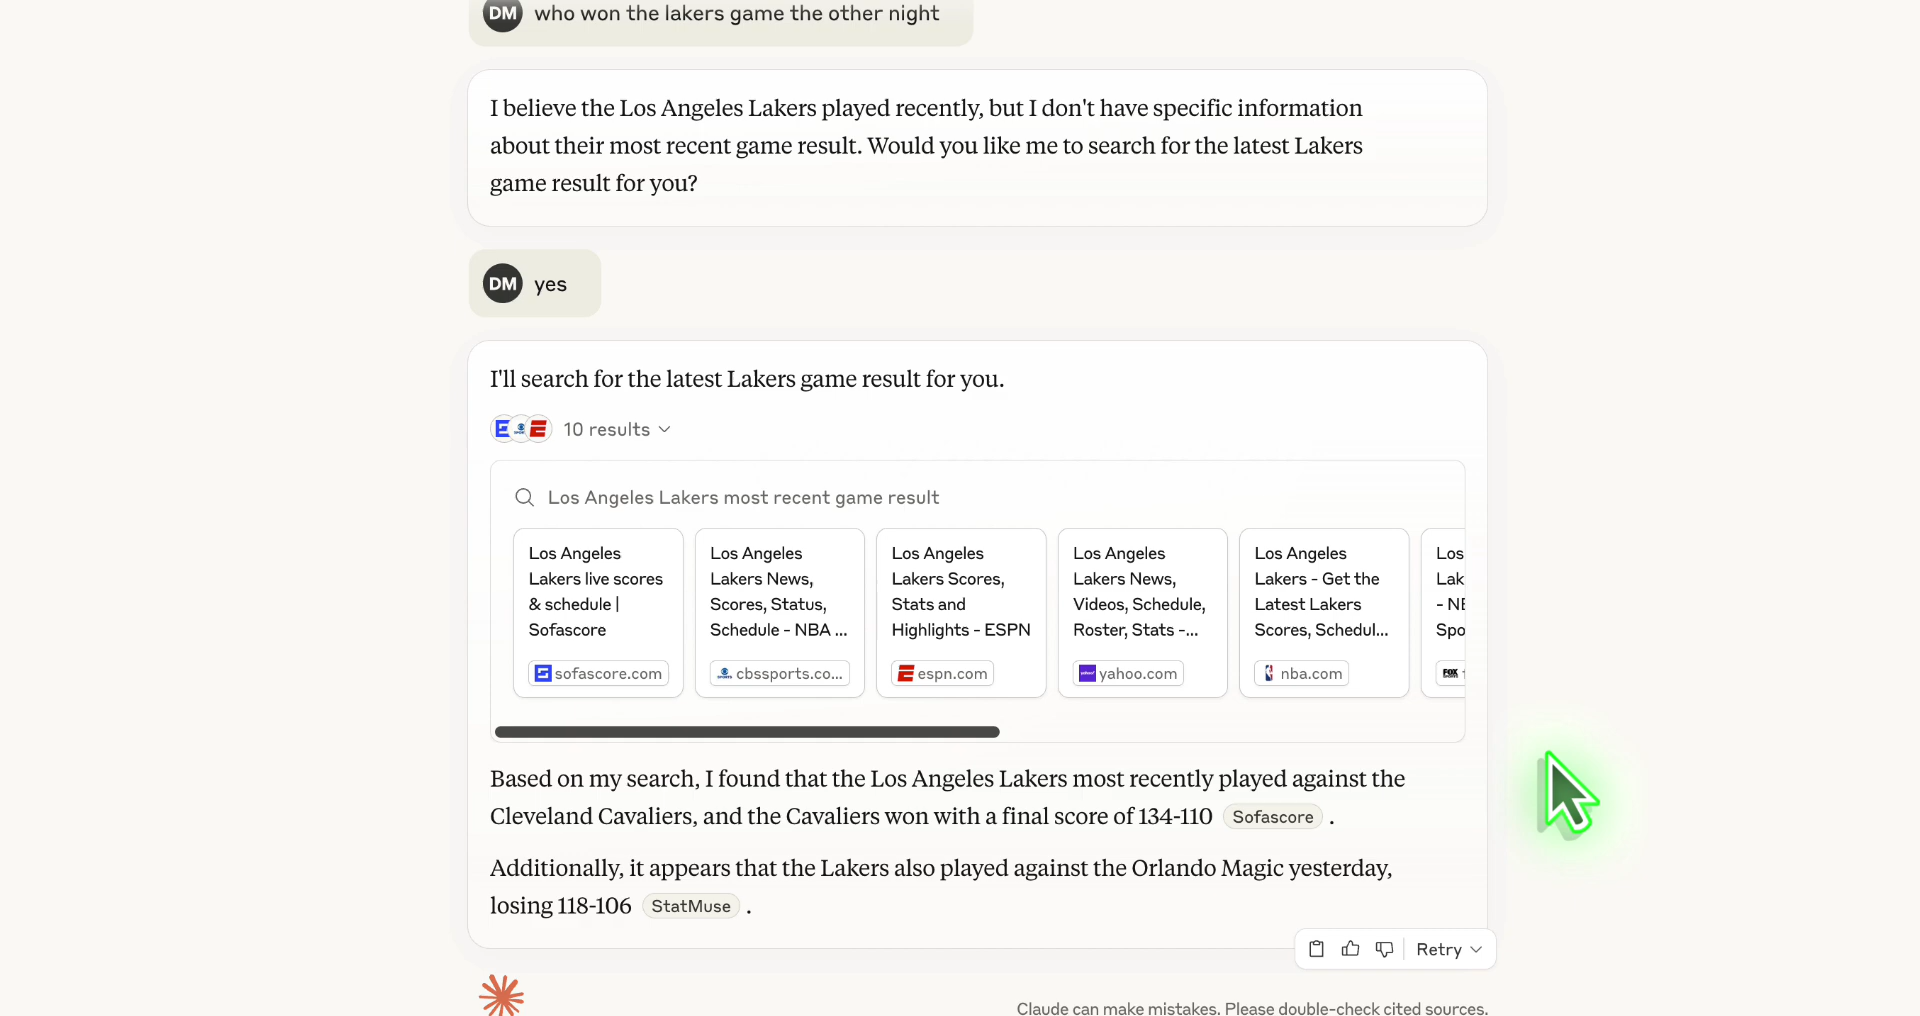 DM who won the lakers game the other night
I believe the Los Angeles Lakers played recently, but I don't have specific information
about their most recent game result. Would you like me to search for the latest Lakers
game result for you?
DM yes
I'll search for the latest Lakers game result for you.
10 results
Los Angeles Lakers most recent game result
Los Angeles
Lakers live scores
& schedule |
Sofascore
sofascore.com
Los Angeles
Lakers News,
Scores, Status,
Schedule - NBA ...
cbssports.co...
Los Angeles
Lakers Scores,
Stats and
Highlights - ESPN
espn.com
Los Angeles
Lakers News,
Videos, Schedule,
Roster, Stats -...
yahoo.com
Los Angeles
Lakers - Get the
Latest Lakers
Scores, Schedul...
nba.com
Los
Lak
- NB
Spo
FOX
Based on my search, I found that the Los Angeles Lakers most recently played against the
Cleveland Cavaliers, and the Cavaliers won with a final score of 134-110 Sofascore .
Additionally, it appears that the Lakers also played against the Orlando Magic yesterday,
losing 118-106 StatMuse .
Retry
Claude can make mistakes. Please double-check cited sources.